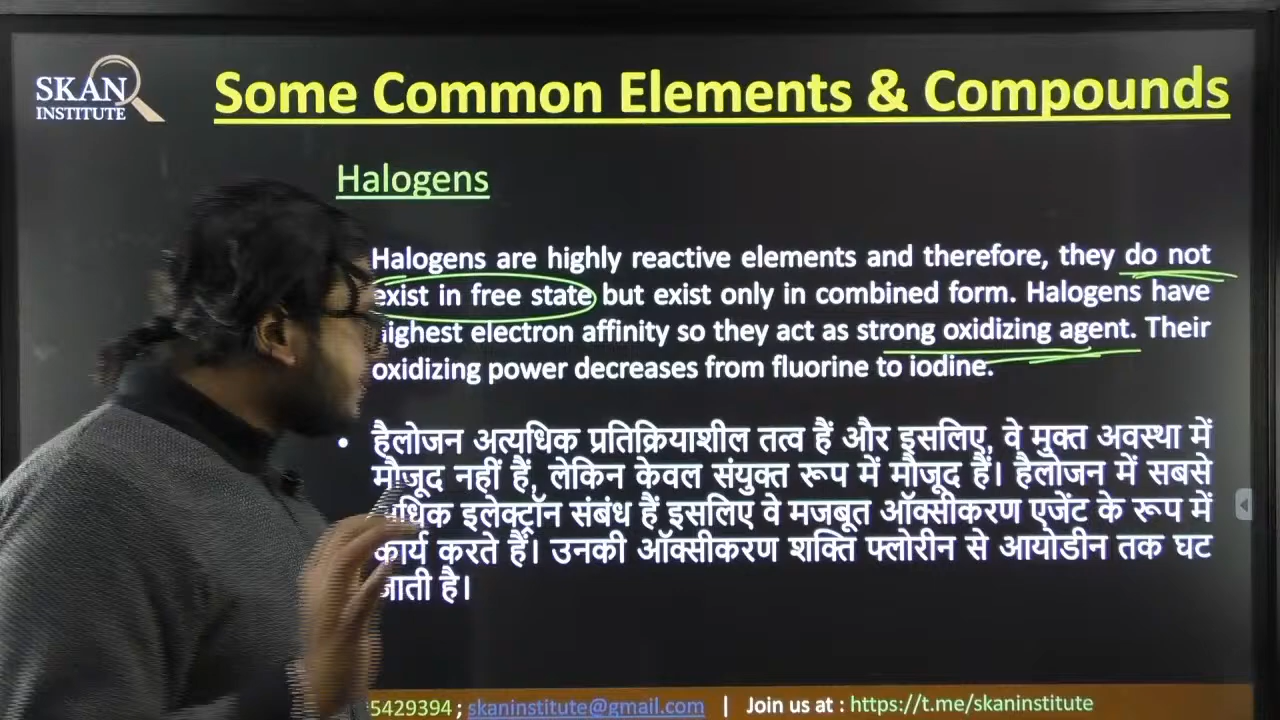 SKAN
INSTITUTE
Some Common Elements & Compounds
Halogens
Halogens are highly reactive elements and therefore, they do not
exist in free state but exist only in combined form. Halogens have
highest electron affinity so they act as strong oxidizing agent. Their
oxidizing power decreases from fluorine to iodine.
• हैलोजन अत्यधिक प्रतिक्रियाशील तत्व हैं और इसलिए, वे मुक्त अवस्था में
मौजूद नहीं हैं, लेकिन केवल संयुक्त रूप में मौजूद हैं। हैलोजन में सबसे
अधिक इलेक्ट्रॉन संबंध हैं इसलिए वे मजबूत ऑक्सीकरण एजेंट के रूप में
कार्य करते हैं। उनकी ऑक्सीकरण शक्ति फ्लोरीन से आयोडीन तक घट
जाती है।
5429394 ; skaninstitute@gmail.com | Join us at : https://t.me/skaninstitute